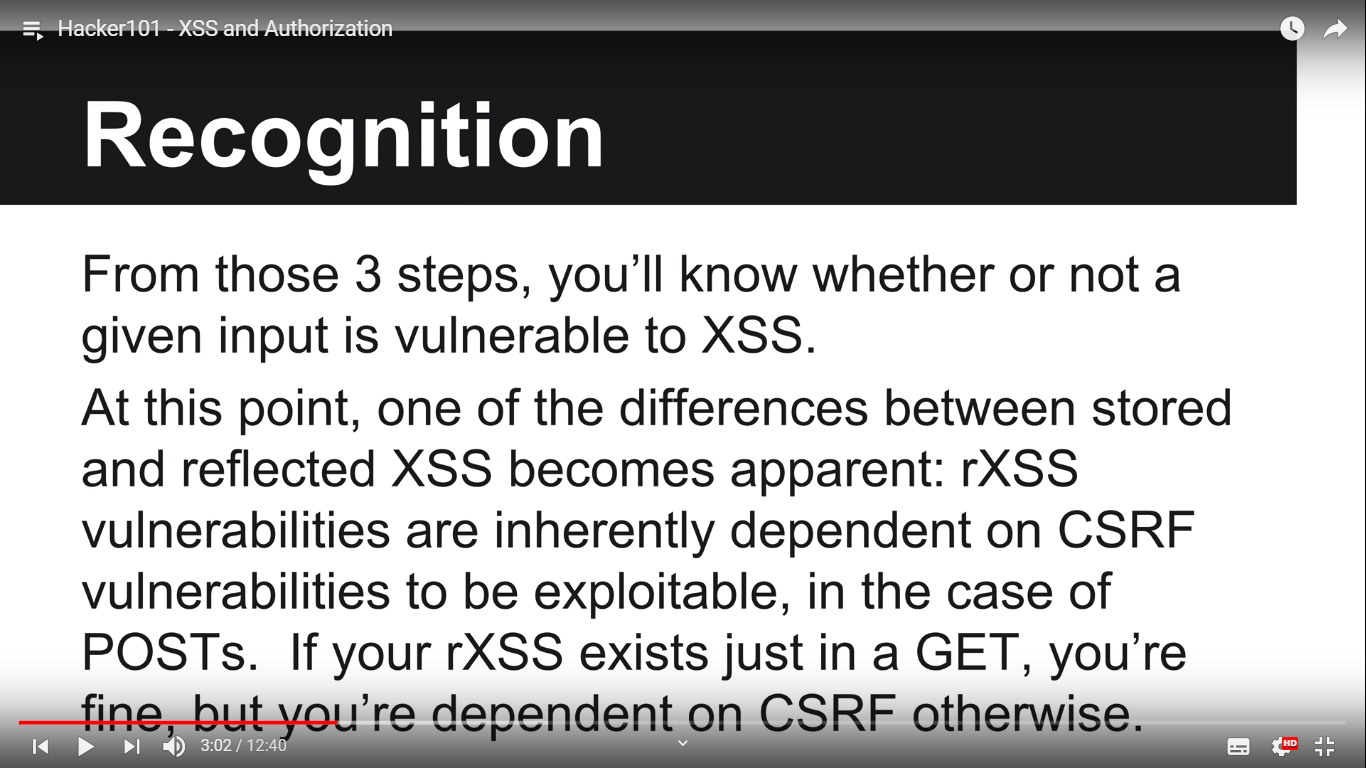 Hacker101 - XSS and Authorization
Recognition
From those 3 steps, you’ll know whether or not a
given input is vulnerable to XSS.
At this point, one of the differences between stored
and reflected XSS becomes apparent: rXSS
vulnerabilities are inherently dependent on CSRF
vulnerabilities to be exploitable, in the case of
POSTs.  If your rXSS exists just in a GET, you’re
fine, but you’re dependent on CSRF otherwise.
3:02 / 12:40
HD